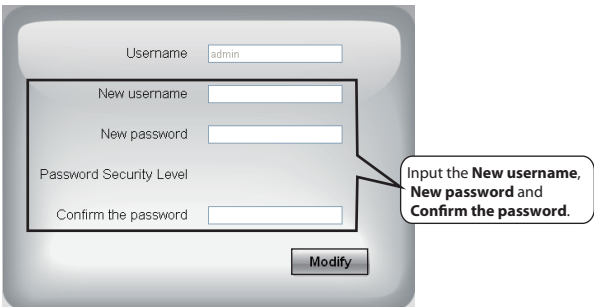 Username admin
New username
New password
Password Security Level
Confirm the password
Modify
Input the New username,
New password and
Confirm the password.